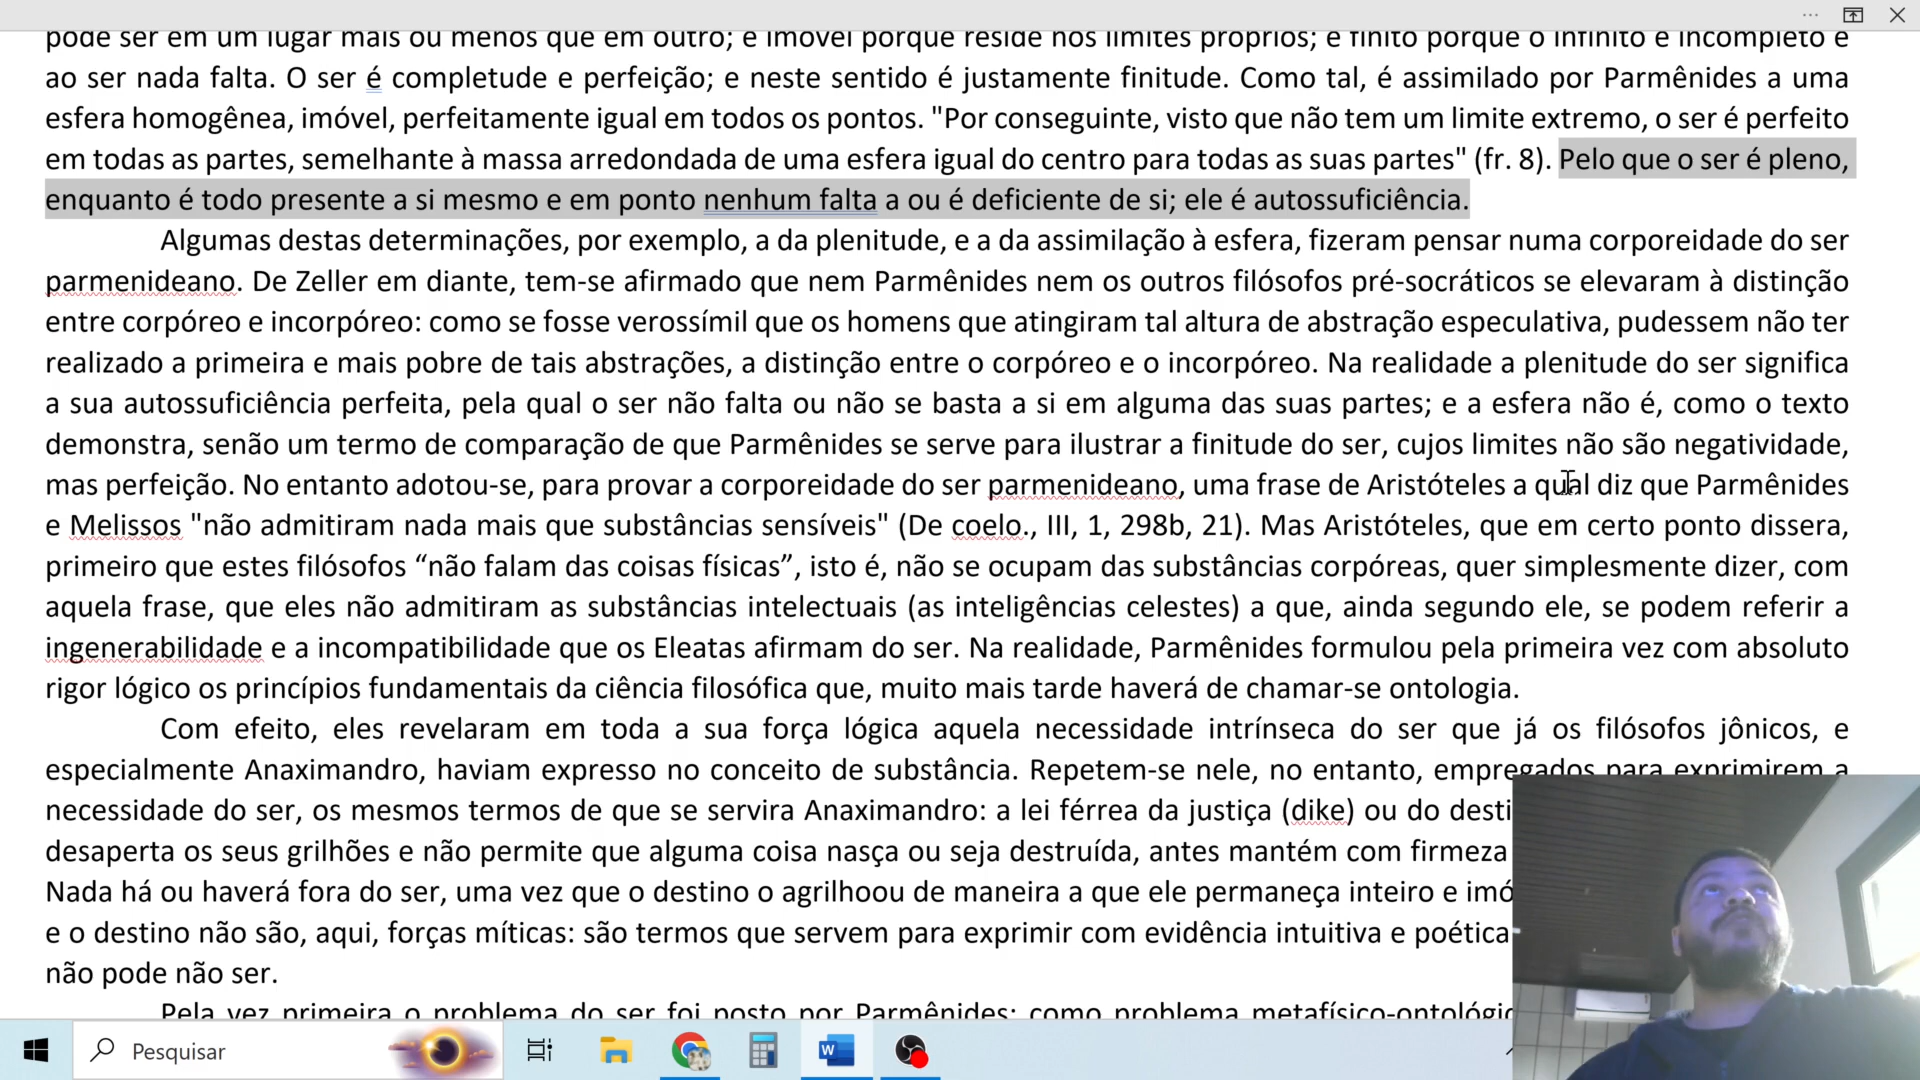 pode ser em um lugar mais ou menos que em outro; é imóvel porque reside nos limites próprios; é finito porque o infinito é incompleto e
ao ser nada falta. O ser é completude e perfeição; e neste sentido é justamente finitude. Como tal, é assimilado por Parmênides a uma
esfera homogênea, imóvel, perfeitamente igual em todos os pontos. "Por conseguinte, visto que não tem um limite extremo, o ser é perfeito
em todas as partes, semelhante à massa arredondada de uma esfera igual do centro para todas as suas partes" (fr. 8). Pelo que o ser é pleno,
enquanto é todo presente a si mesmo e em ponto nenhum falta a ou é deficiente de si; ele é autossuficiência.
Algumas destas determinações, por exemplo, a da plenitude, e a da assimilação à esfera, fizeram pensar numa corporeidade do ser
parmenideano. De Zeller em diante, tem-se afirmado que nem Parmênides nem os outros filósofos pré-socráticos se elevaram à distinção
entre corpóreo e incorpóreo: como se fosse verossímil que os homens que atingiram tal altura de abstração especulativa, pudessem não ter
realizado a primeira e mais pobre de tais abstrações, a distinção entre o corpóreo e o incorpóreo. Na realidade a plenitude do ser significa
a sua autossuficiência perfeita, pela qual o ser não falta ou não se basta a si em alguma das suas partes; e a esfera não é, como o texto
demonstra, senão um termo de comparação de que Parmênides se serve para ilustrar a finitude do ser, cujos limites não são negatividade,
mas perfeição. No entanto adotou-se, para provar a corporeidade do ser parmenideano, uma frase de Aristóteles a qual diz que Parmênides
e Melissos "não admitiram nada mais que substâncias sensíveis" (De coelo., III, 1, 298b, 21). Mas Aristóteles, que em certo ponto dissera,
primeiro que estes filósofos “não falam das coisas físicas”, isto é, não se ocupam das substâncias corpóreas, quer simplesmente dizer, com
aquela frase, que eles não admitiram as substâncias intelectuais (as inteligências celestes) a que, ainda segundo ele, se podem referir a
ingenerabilidade e a incompatibilidade que os Eleatas afirmam do ser. Na realidade, Parmênides formulou pela primeira vez com absoluto
rigor lógico os princípios fundamentais da ciência filosófica que, muito mais tarde haverá de chamar-se ontologia.
Com efeito, eles revelaram em toda a sua força lógica aquela necessidade intrínseca do ser que já os filósofos jônicos, e
especialmente Anaximandro, haviam expresso no conceito de substância. Repetem-se nele, no entanto, empregados para exprimirem a
necessidade do ser, os mesmos termos de que se servira Anaximandro: a lei férrea da justiça (dike) ou do desti
desaperta os seus grilhões e não permite que alguma coisa nasça ou seja destruída, antes mantém com firmeza
Nada há ou haverá fora do ser, uma vez que o destino o agrilhoou de maneira a que ele permaneça inteiro e imó
e o destino não são, aqui, forças míticas: são termos que servem para exprimir com evidência intuitiva e poética
não pode não ser.
Pela vez primeira o problema do ser foi posto por Parmênides: como problema metafísico-ontológic
Pesquisar